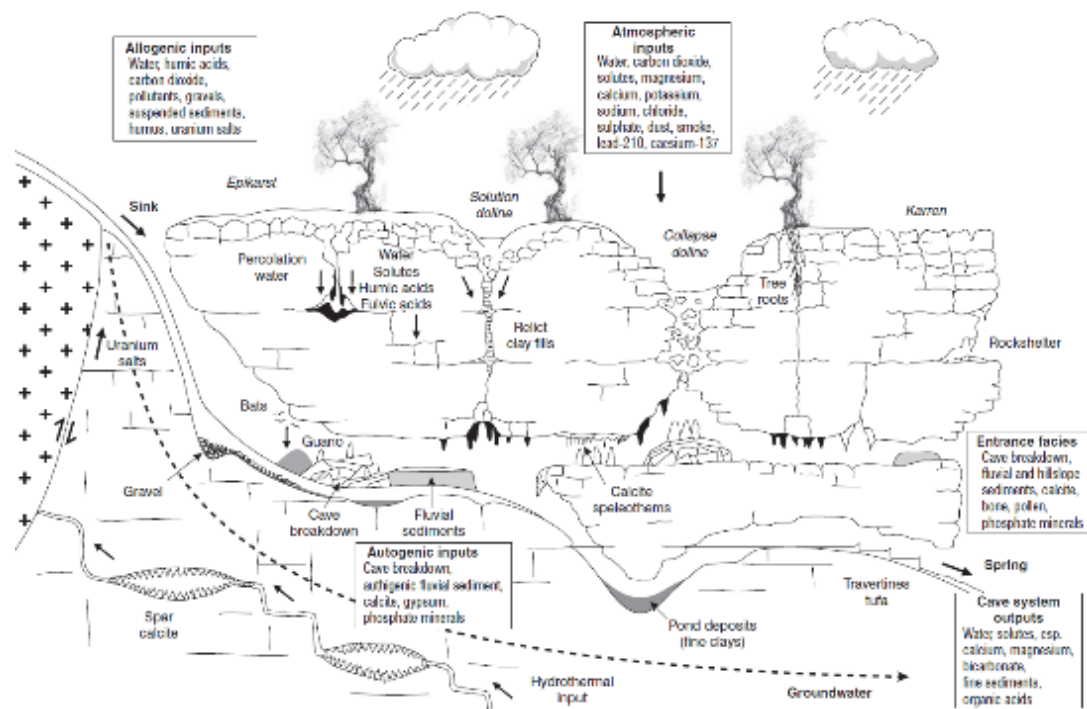 Allogenic inputs
Water, humic acids,
carbon dioxide,
pollutants, gravels,
suspended sediments,
humus, uranium salts
Atmospheric
inputs
Water, carbon dioxide,
solutes, magnesium,
calcium, potassium,
sodium, chloride,
sulphate, dust, smoke,
lead-210, caesium-137
Epikarst
Solution
doline
Sink
Karren
Collapse
doline
Percolation
water
Water
Solutes
Humic acids
Fulvic acids
Tree
roots
Relict
clay fills
Rockshelter
Uranium
salts
Bats
Guano
Entrance facies
Cave breakdown,
fluvial and hillslope
sediments, calcite,
bone, pollen,
phosphate minerals
Gravel
Cave
breakdown
Fluvial
sediments
Calcite
speleothems
Autogenic inputs
Cave breakdown,
authigenic fluvial sediment,
calcite, gypsum,
phosphate minerals
Spring
Travertinea
tufa
Cave system
outputs
Water, solutes, esp.
calcium, magnesium,
bicarbonate,
fine sediments,
organic acids
Spar
calcite
Pond deposits
(fine clays)
Hydrothermal
input
Groundwater